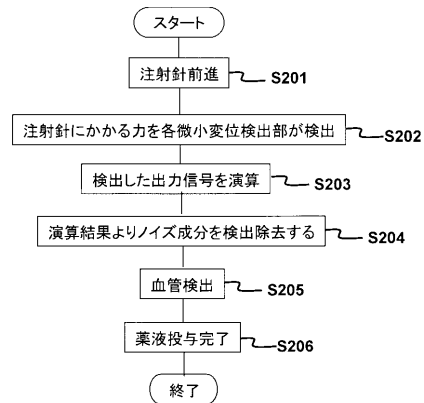 スタート
注射針前進 S201
注射針にかかる力を各微小変位検出部が検出 S202
検出した出力信号を演算 S203
演算結果よりノイズ成分を検出除去する S204
血管検出 S205
薬液投与完了 S206
終了